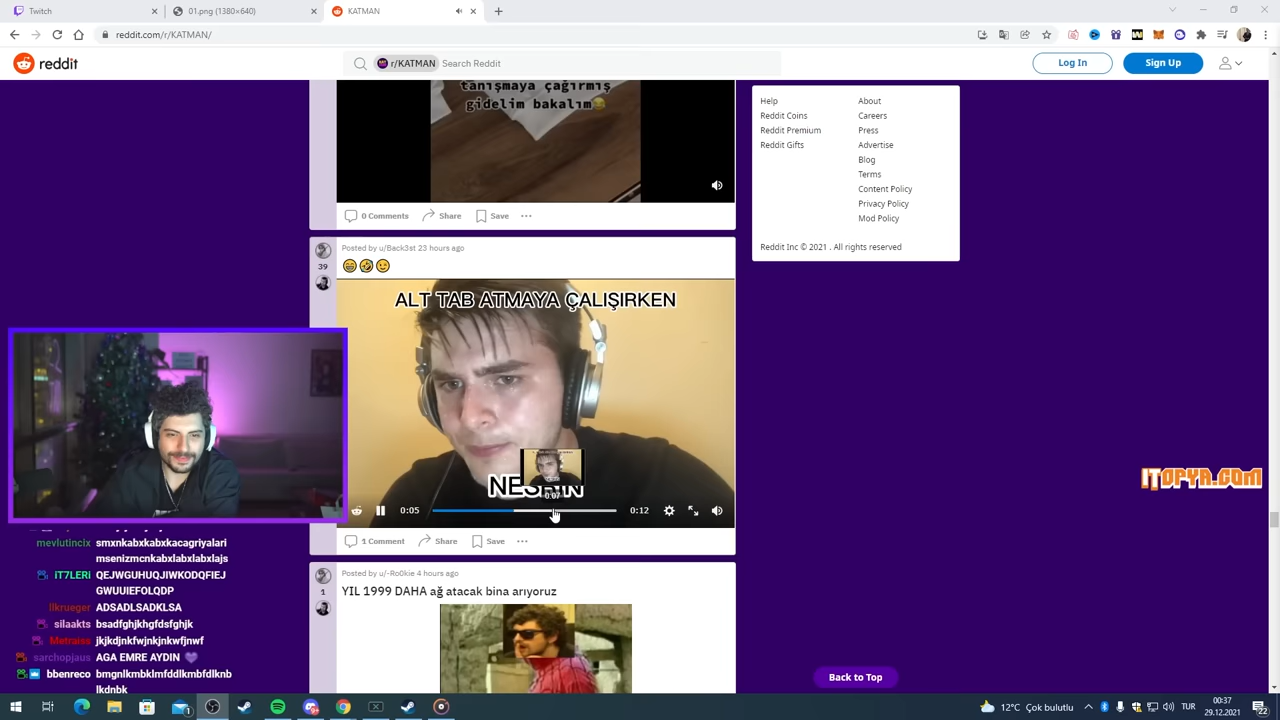 Twitch
01.png (1380×640)
KATMAN
reddit.com/r/KATMAN/
reddit
r/KATMAN
Search Reddit
Log In
Sign Up
tanışmaya çağırmış
gidelim bakalım😂
0 Comments
Share
Save
Help
About
Reddit Coins
Careers
Reddit Premium
Press
Reddit Gifts
Advertise
Blog
Terms
Content Policy
Privacy Policy
Mod Policy
Reddit Inc © 2021 . All rights reserved
Posted by u/Back3st 23 hours ago
39
😁🤣😉
ALT TAB ATMAYA ÇALIŞIRKEN
0:07
0:05
0:12
1 Comment
Share
Save
Posted by u/-Ro0kie 4 hours ago
1
YIL 1999 DAHA ağ atacak bina arıyoruz
Back to Top
iTOPYA.COM
mevlutincix smxnkabxkabxkacagriyalari
msenizmcnkabxlabxlabxlajs
iT7LERİ QEJWGUHUQJIWKODQFIEJ
GWUUIEFOLQDP
ilkrueger ADSADLSADKLSA
silaakts bsadfghjkhgfdsfghjk
Metraiss jkjkdjnkfwjnkjnkwfjnwf
sarchopjaus AGA EMRE AYDIN 💜
bbenreco bmgnlkmbklmfddlkmbfdlknb
lkdnbk
12°C Çok bulutlu
TUR
00:37
29.12.2021
22